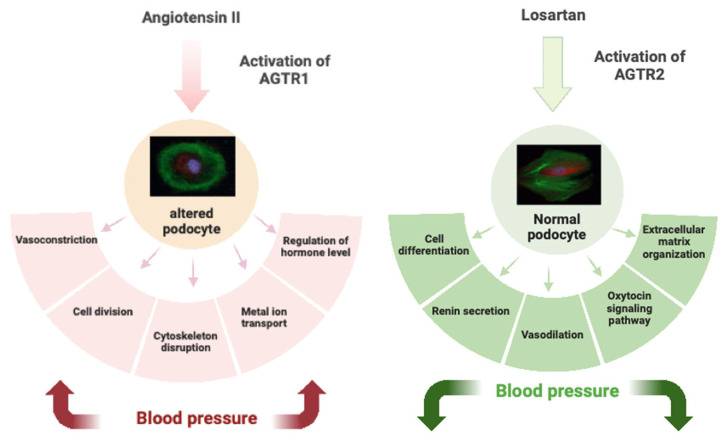 Angiotensin II
Activation of
AGTR1
altered
podocyte
Vasoconstriction
Cell division
Cytoskeleton
disruption
Metal ion
transport
Regulation of
hormone level
Blood pressure
Losartan
Activation of
AGTR2
Normal
podocyte
Cell
differentiation
Renin secretion
Vasodilation
Oxytocin
signaling
pathway
Extracellular
matrix
organization
Blood pressure